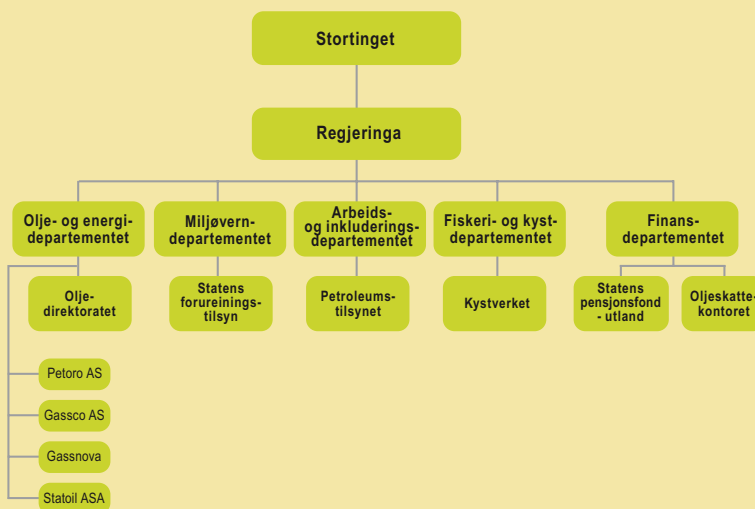 Stortinget
Regjeringa
Olje- og energi-
departementet
Miljøvern-
departementet
Arbeids-
og inkluderings-
departementet
Fiskeri- og kyst-
departementet
Finans-
departementet
Olje-
direktoratet
Statens
forureinings-
tilsyn
Petroleums-
tilsynet
Kystverket
Statens
pensjonsfond
- utland
Oljeskatte-
kontoret
Petoro AS
Gassco AS
Gassnova
Statoil ASA